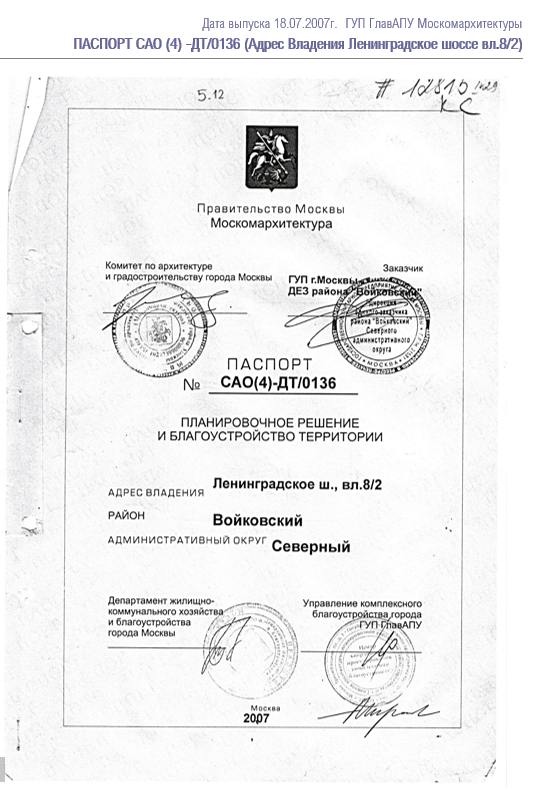 Дата выпуска 18.07.2007г. ГУП ГлавАПУ Москомархитектуры
ПАСПОРТ САО (4) -ДТ/0136 (Адрес Владения Ленинградское шоссе вл.8/2)
5.12
# 12815
КС
Правительство Москвы
Москомархитектура
Комитет по архитектуре
и градостроительству города Москвы
Заказчик
ГУП г.Москвы
ДЕЗ района "Войковский"
"Дирекция
единого заказчика
района "Войковский"
Северного
административного
округа
МОСКВА
ПАСПОРТ
№ САО(4)-ДТ/0136
ПЛАНИРОВОЧНОЕ РЕШЕНИЕ
И БЛАГОУСТРОЙСТВО ТЕРРИТОРИИ
АДРЕС ВЛАДЕНИЯ Ленинградское ш., вл.8/2
РАЙОН Войковский
АДМИНИСТРАТИВНЫЙ ОКРУГ Северный
Департамент жилищно-
коммунального хозяйства
и благоустройства
города Москвы
Управление комплексного
благоустройства города
ГУП ГлавАПУ
Москва
2007